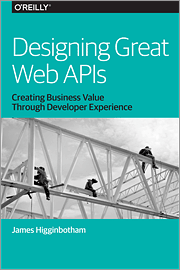 O'REILLY®
Designing Great
Web APIs
Creating Business Value
Through Developer Experience
James Higginbotham